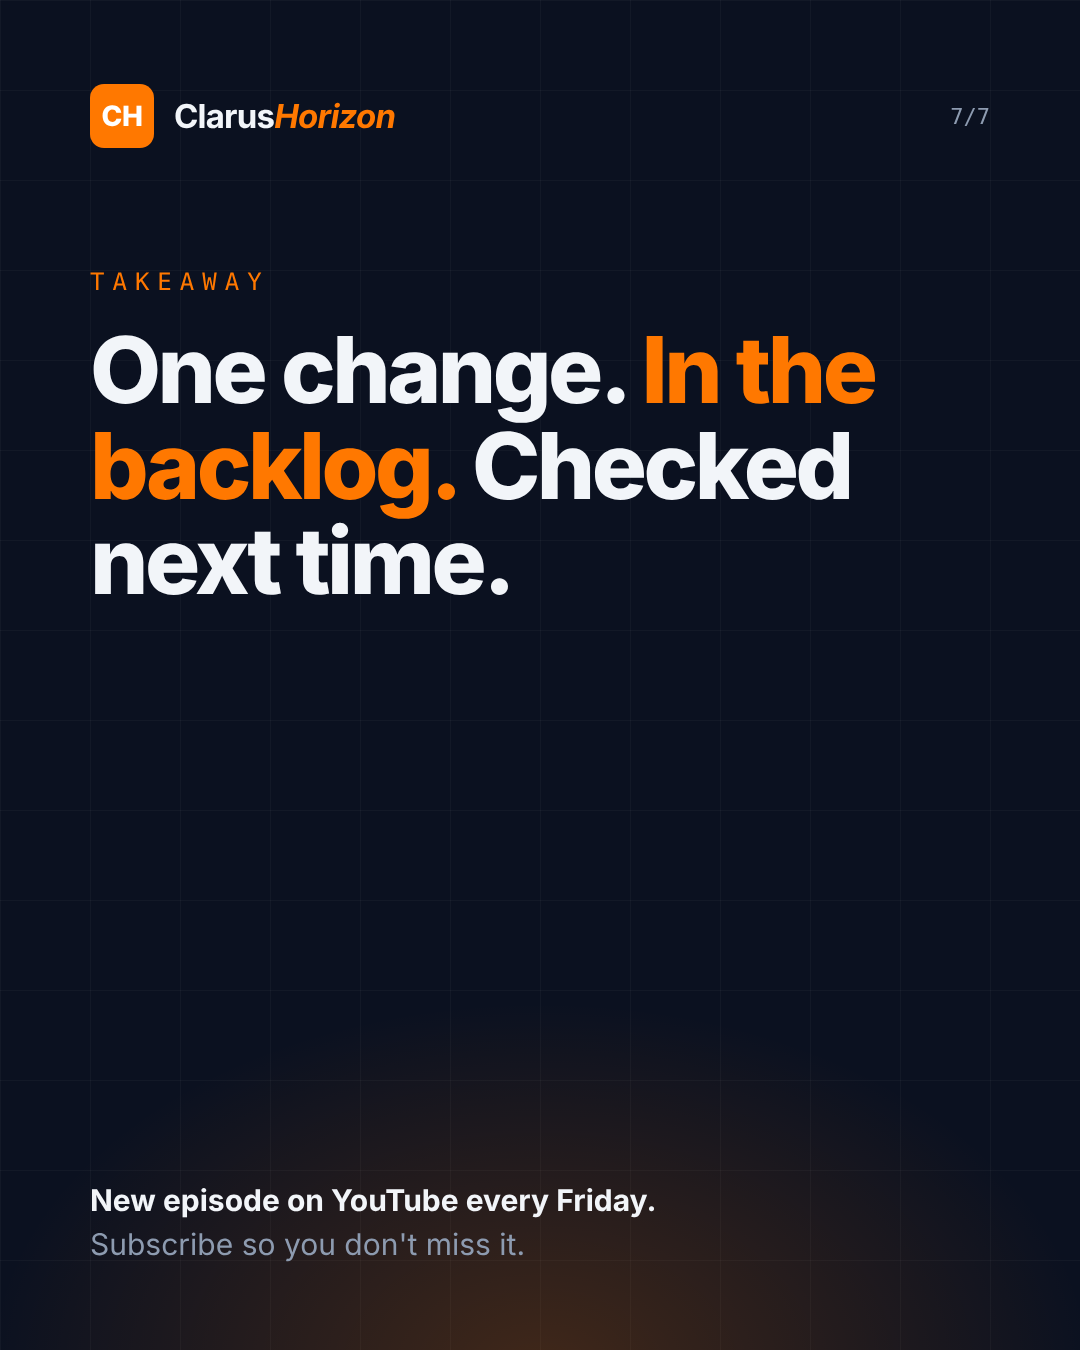 CH ClarusHorizon
7/7
TAKEAWAY
One change. In the
backlog. Checked
next time.
New episode on YouTube every Friday.
Subscribe so you don't miss it.